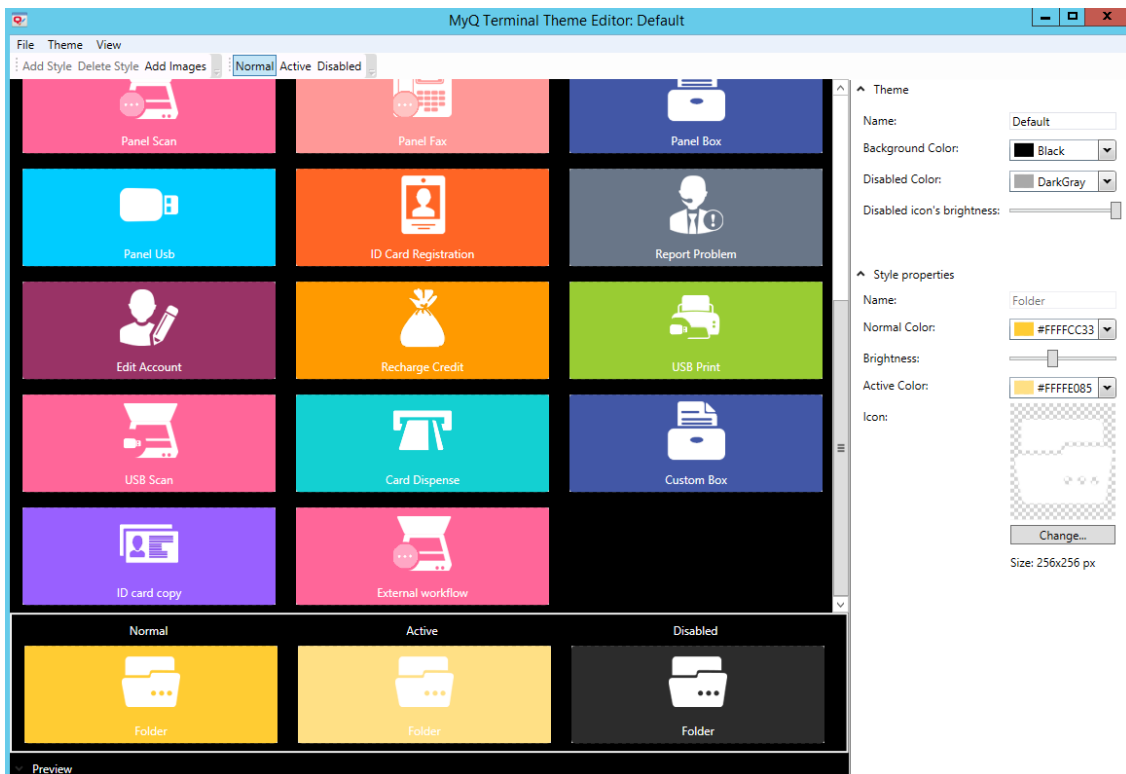 MyQ Terminal Theme Editor: Default
File Theme View
Add Style Delete Style Add Images Normal Active Disabled
Panel Scan Panel Fax Panel Box
Panel Usb ID Card Registration Report Problem
Edit Account Recharge Credit USB Print
USB Scan Card Dispense Custom Box
ID card copy External workflow
Normal Active Disabled
Folder Folder Folder
Preview
Theme
Name: Default
Background Color: Black
Disabled Color: DarkGray
Disabled icon's brightness:
Style properties
Name: Folder
Normal Color: #FFFFCC33
Brightness:
Active Color: #FFFFE085
Icon:
Change...
Size: 256x256 px